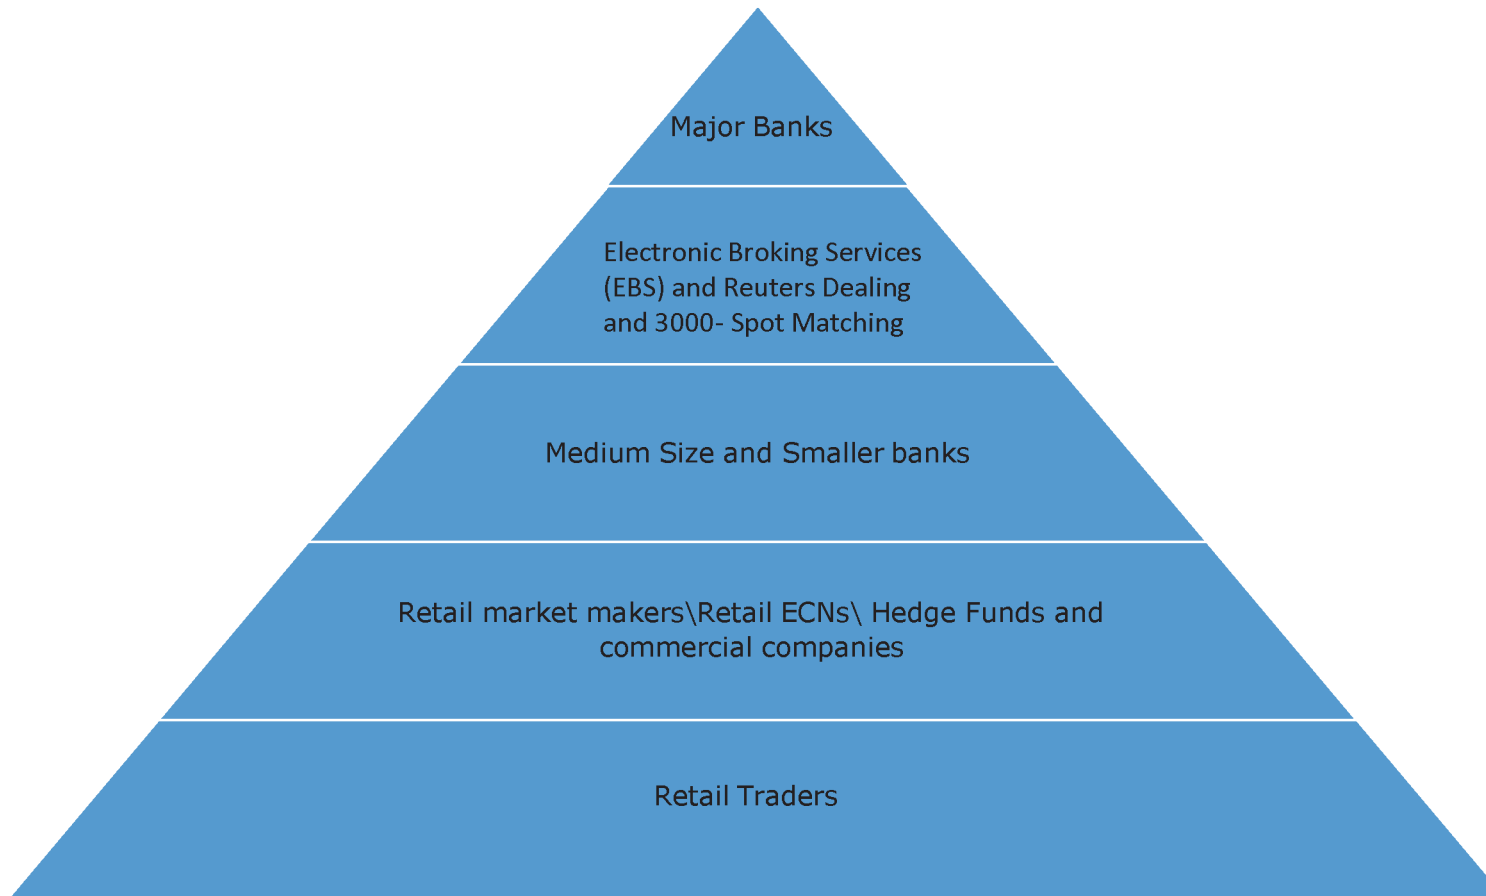 Major Banks
Electronic Broking Services
(EBS) and Reuters Dealing
and 3000- Spot Matching
Medium Size and Smaller banks
Retail market makers\Retail ECNs\ Hedge Funds and
commercial companies
Retail Traders